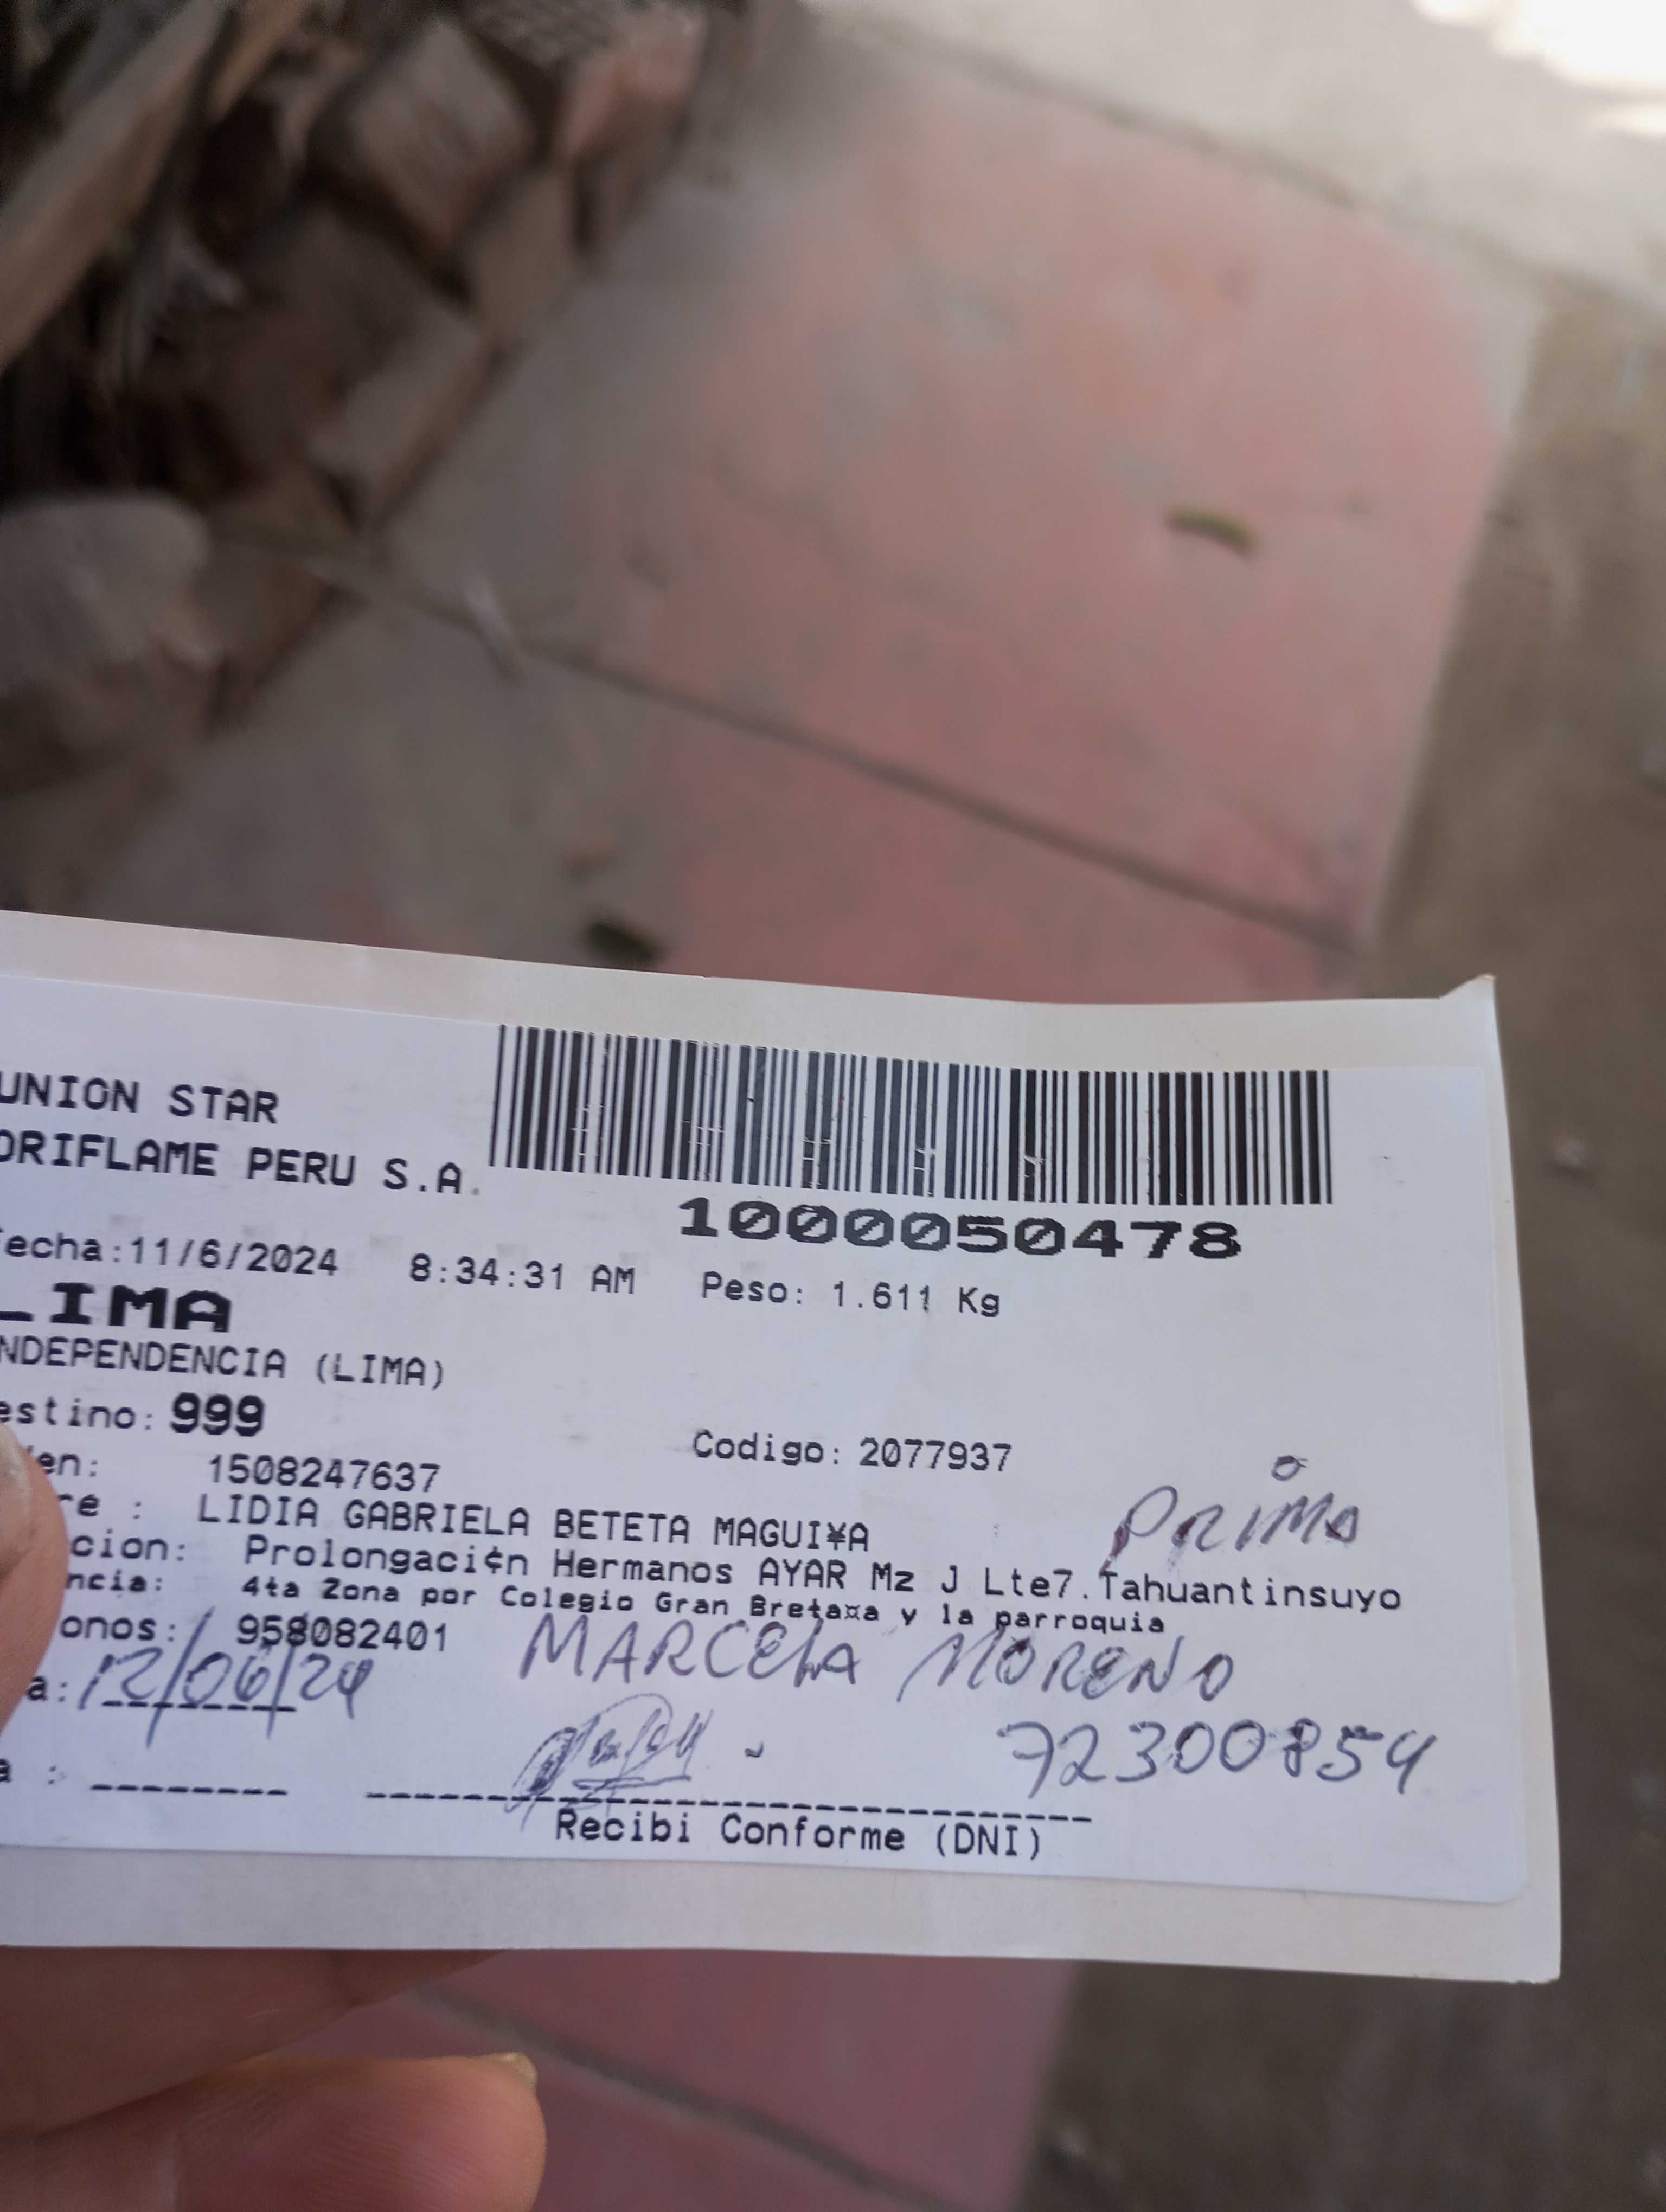 UNION STAR
ORIFLAME PERU S.A.
1000050478
echa:11/6/2024 8:34:31 AM Peso: 1.611 Kg
LIMA
NDEPENDENCIA (LIMA)
estino: 999
en: 1508247637 Codigo: 2077937
re : LIDIA GABRIELA BETETA MAGUI¥A
PRIMO
cion: Prolongaci¢n Hermanos AYAR Mz J Lte7.Tahuantinsuyo
ncia: 4ta Zona por Colegio Gran Breta¤a y la parroquia
onos: 958082401
MARCELA MORENO
a: 12/06/24
72300854
a :
Recibi Conforme (DNI)